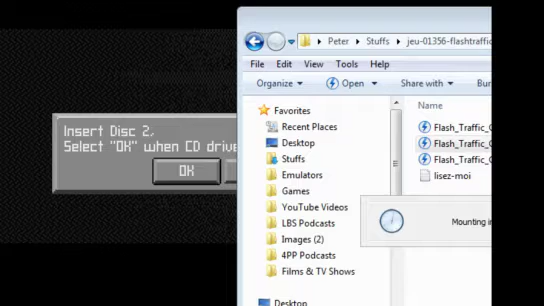 Insert Disc 2,
Select "OK" when CD drive
OK
Peter Stuffs jeu-01356-flashtraffic
File Edit View Tools Help
Organize Open Share with Bur
Favorites
Recent Places
Desktop
Stuffs
Emulators
Games
YouTube Videos
LBS Podcasts
Images (2)
4PP Podcasts
Films & TV Shows
Desktop
Name
Flash_Traffic_C
Flash_Traffic_C
Flash_Traffic_C
lisez-moi
Mounting i